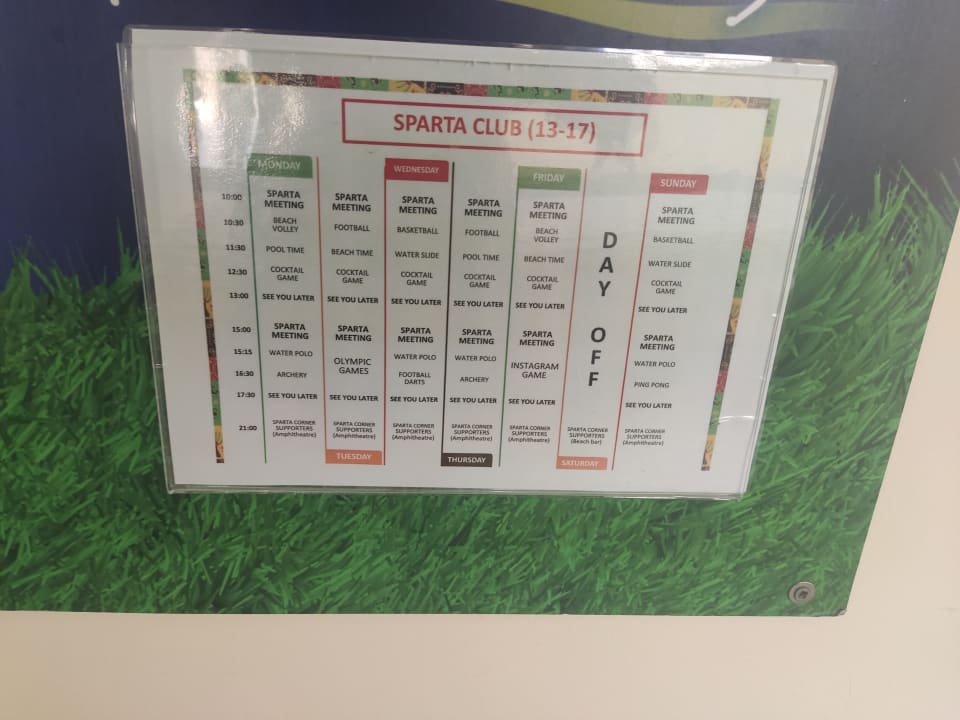 SPARTA CLUB (13-17)
MONDAY WEDNESDAY FRIDAY SUNDAY
10:00 SPARTA MEETING SPARTA MEETING SPARTA MEETING SPARTA MEETING SPARTA MEETING SPARTA MEETING
10:30 BEACH VOLLEY FOOTBALL BASKETBALL FOOTBALL BEACH VOLLEY BASKETBALL
11:30 POOL TIME BEACH TIME WATER SLIDE POOL TIME BEACH TIME WATER SLIDE
12:30 COCKTAIL GAME COCKTAIL GAME COCKTAIL GAME COCKTAIL GAME COCKTAIL GAME COCKTAIL GAME
13:00 SEE YOU LATER SEE YOU LATER SEE YOU LATER SEE YOU LATER SEE YOU LATER SEE YOU LATER
DAY OFF
15:00 SPARTA MEETING SPARTA MEETING SPARTA MEETING SPARTA MEETING SPARTA MEETING SPARTA MEETING
15:15 WATER POLO OLYMPIC GAMES WATER POLO WATER POLO INSTAGRAM GAME WATER POLO
16:30 ARCHERY FOOTBALL DARTS ARCHERY PING PONG
17:30 SEE YOU LATER SEE YOU LATER SEE YOU LATER SEE YOU LATER SEE YOU LATER SEE YOU LATER
21:00 SPARTA CORNER SPARTA CORNER SPARTA CORNER SPARTA CORNER SPARTA CORNER SPARTA CORNER SPARTA CORNER
SUPPORTERS SUPPORTERS SUPPORTERS SUPPORTERS SUPPORTERS SUPPORTERS SUPPORTERS
(Amphitheatre) (Amphitheatre) (Amphitheatre) (Amphitheatre) (Amphitheatre) (Beach bar) (Amphitheatre)
TUESDAY THURSDAY SATURDAY